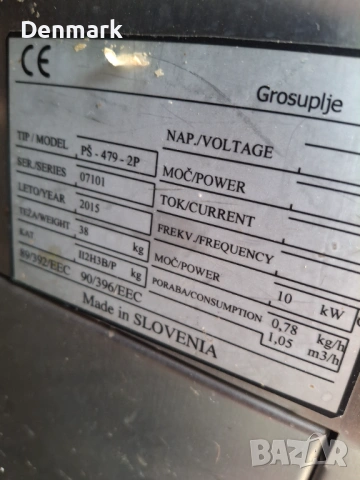 Denmark
CE
Grosuplje
TIP / MODEL PŠ - 479 - 2P
SER./SERIES 07101
LETO/YEAR 2015
TEŽA/WEIGHT 38 kg
KAT. II2H3B/P kg
89/392/EEC 90/396/EEC
NAP./VOLTAGE
MOČ/POWER
TOK/CURRENT
FREKV./FREQUENCY
MOČ/POWER 10 kW
PORABA/CONSUMPTION 0,78 kg/h
1,05 m3/h
Made in SLOVENIA
bazar